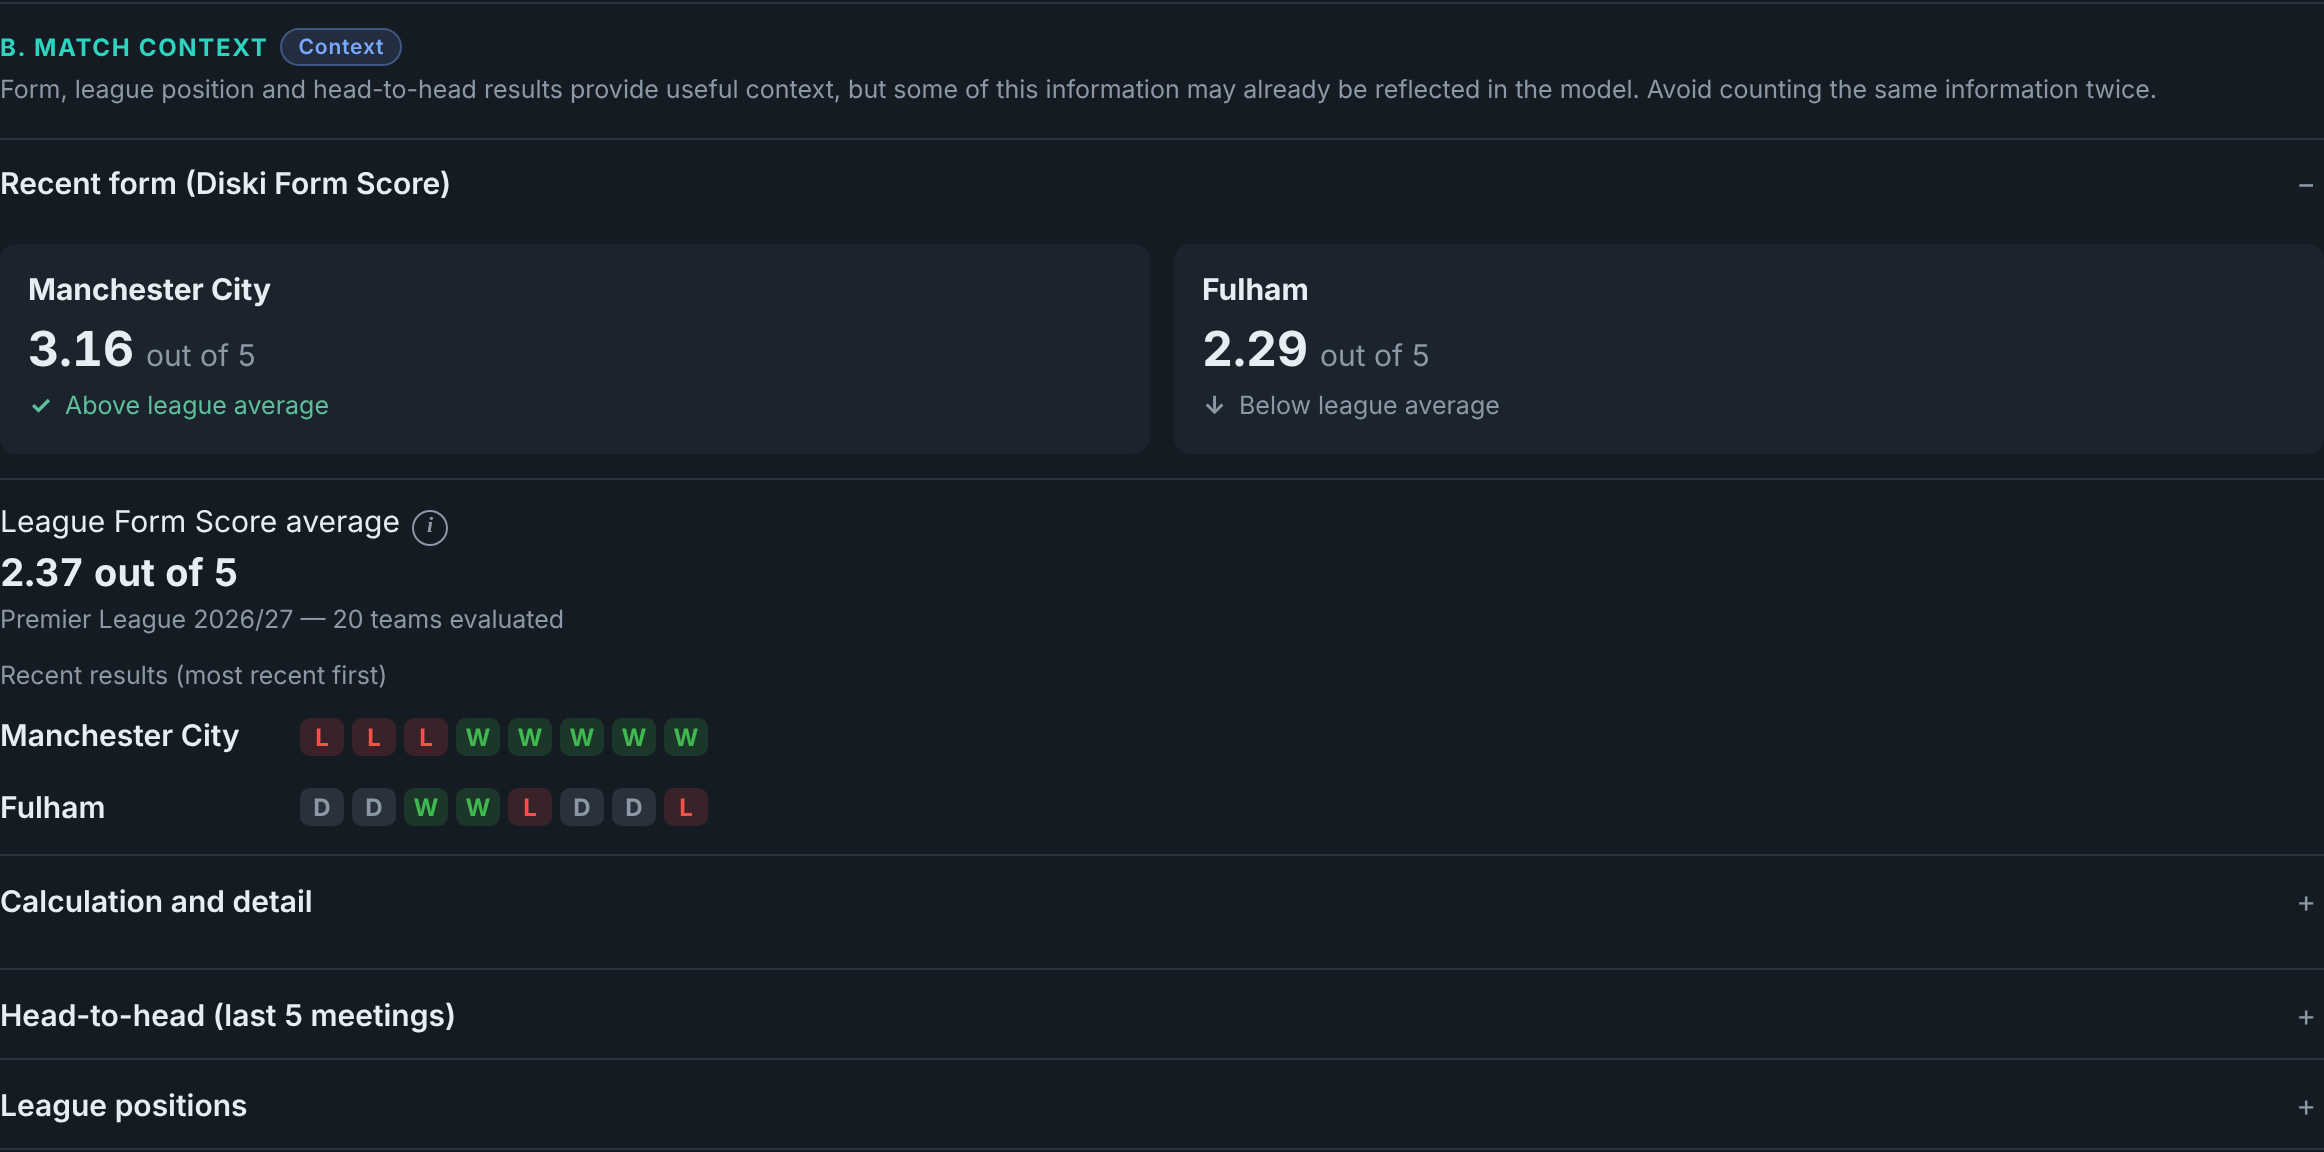 B. MATCH CONTEXT Context
Form, league position and head-to-head results provide useful context, but some of this information may already be reflected in the model. Avoid counting the same information twice.
Recent form (Diski Form Score) −
Manchester City
3.16 out of 5
✓ Above league average
Fulham
2.29 out of 5
↓ Below league average
League Form Score average i
2.37 out of 5
Premier League 2026/27 — 20 teams evaluated
Recent results (most recent first)
Manchester City L L L W W W W W
Fulham D D W W L D D L
Calculation and detail +
Head-to-head (last 5 meetings) +
League positions +